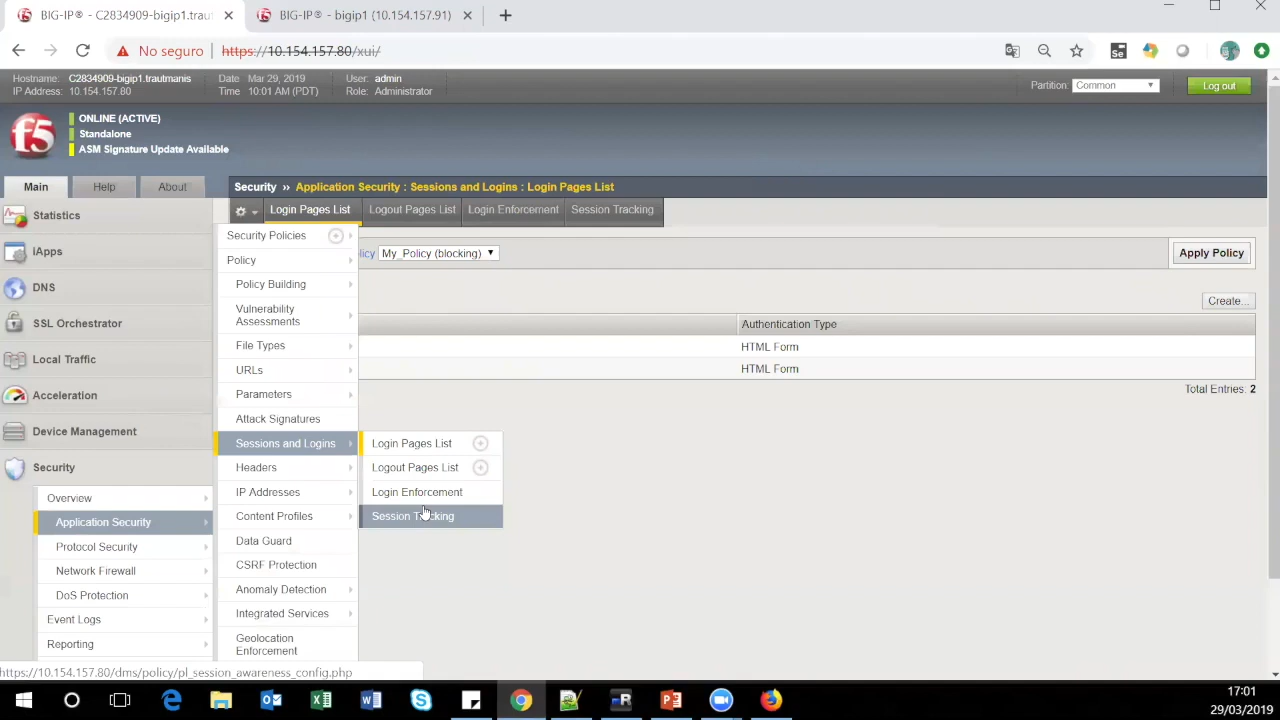 BIG-IP® - C2834909-bigip1.traut
BIG-IP® - bigip1 (10.154.157.91)
No seguro
https://10.154.157.80/xui/
Hostname: C2834909-bigip1.trautmanis
Date Mar 29, 2019
User: admin
IP Address: 10.154.157.80
Time 10:01 AM (PDT)
Role: Administrator
Partition: Common
Log out
f5
ONLINE (ACTIVE)
Standalone
ASM Signature Update Available
Main
Help
About
Security » Application Security : Sessions and Logins : Login Pages List
Login Pages List
Logout Pages List
Login Enforcement
Session Tracking
Statistics
iApps
DNS
SSL Orchestrator
Local Traffic
Acceleration
Device Management
Security
Overview
Application Security
Protocol Security
Network Firewall
DoS Protection
Event Logs
Reporting
Security Policies
Policy
Policy Building
Vulnerability
Assessments
File Types
URLs
Parameters
Attack Signatures
Sessions and Logins
Headers
IP Addresses
Content Profiles
Data Guard
CSRF Protection
Anomaly Detection
Integrated Services
Geolocation
Enforcement
Login Pages List
Logout Pages List
Login Enforcement
Session Tracking
licy My_Policy (blocking)
Apply Policy
Create...
Authentication Type
HTML Form
HTML Form
Total Entries: 2
https://10.154.157.80/dms/policy/pl_session_awareness_config.php
17:01
29/03/2019